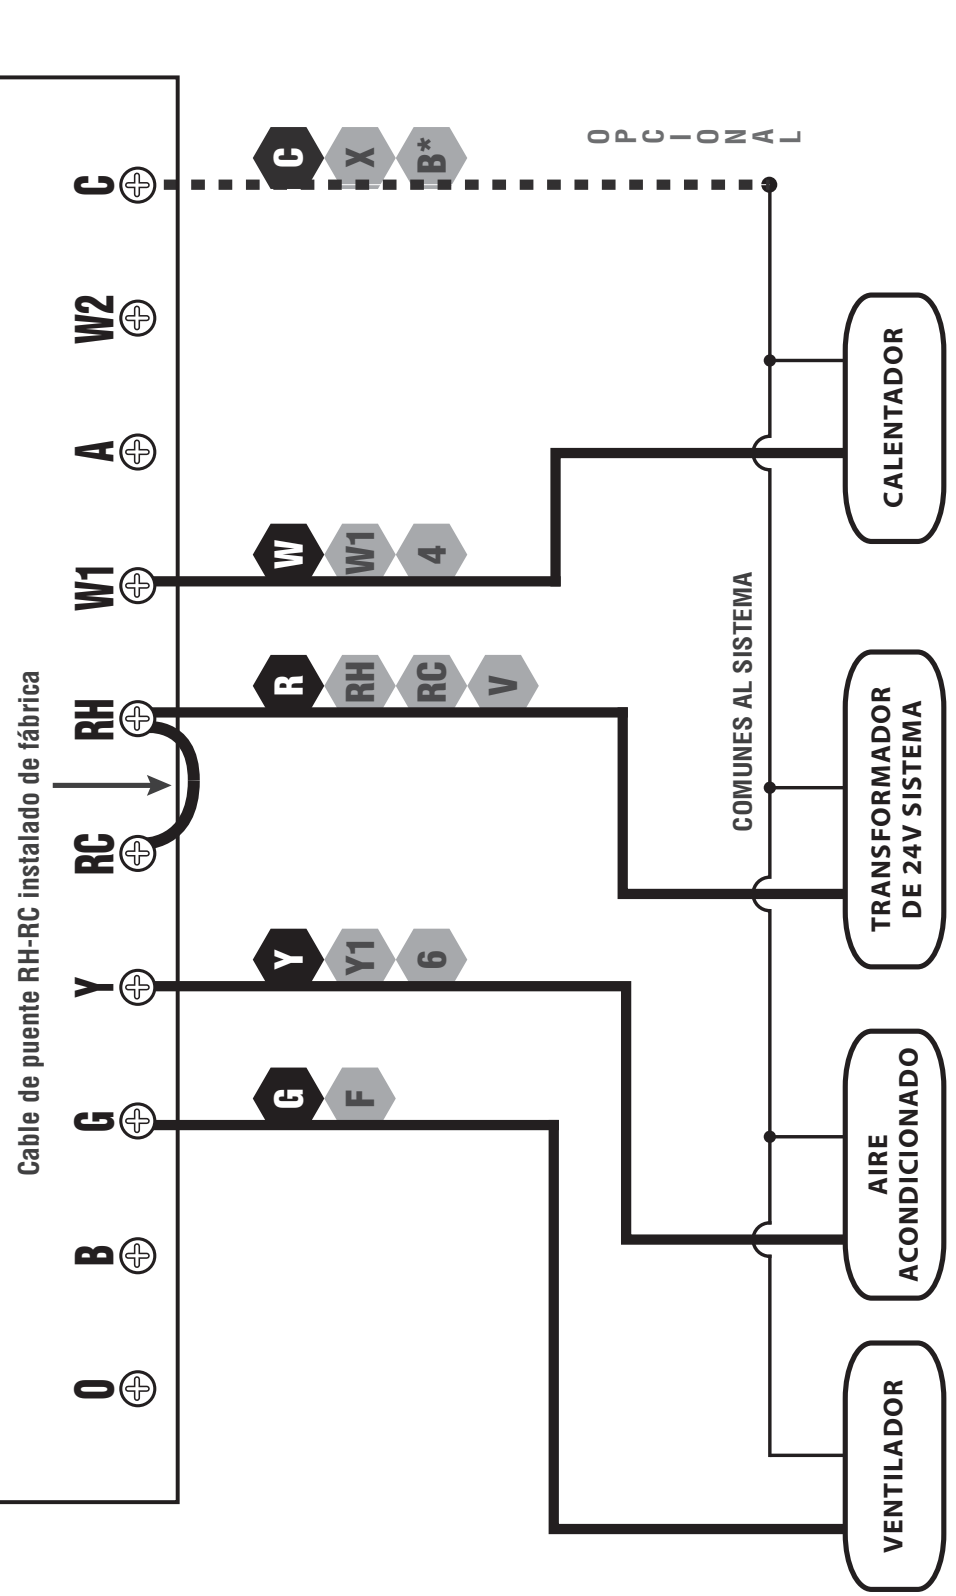 Cable de puente RH-RC instalado de fábrica
O
B
G
Y
RC
RH
W1
A
W2
C
G
F
Y
Y1
6
R
RH
RC
V
W
W1
4
C
X
B*
OPCIONAL
COMUNES AL SISTEMA
VENTILADOR
AIRE
ACONDICIONADO
TRANSFORMADOR
DE 24V SISTEMA
CALENTADOR